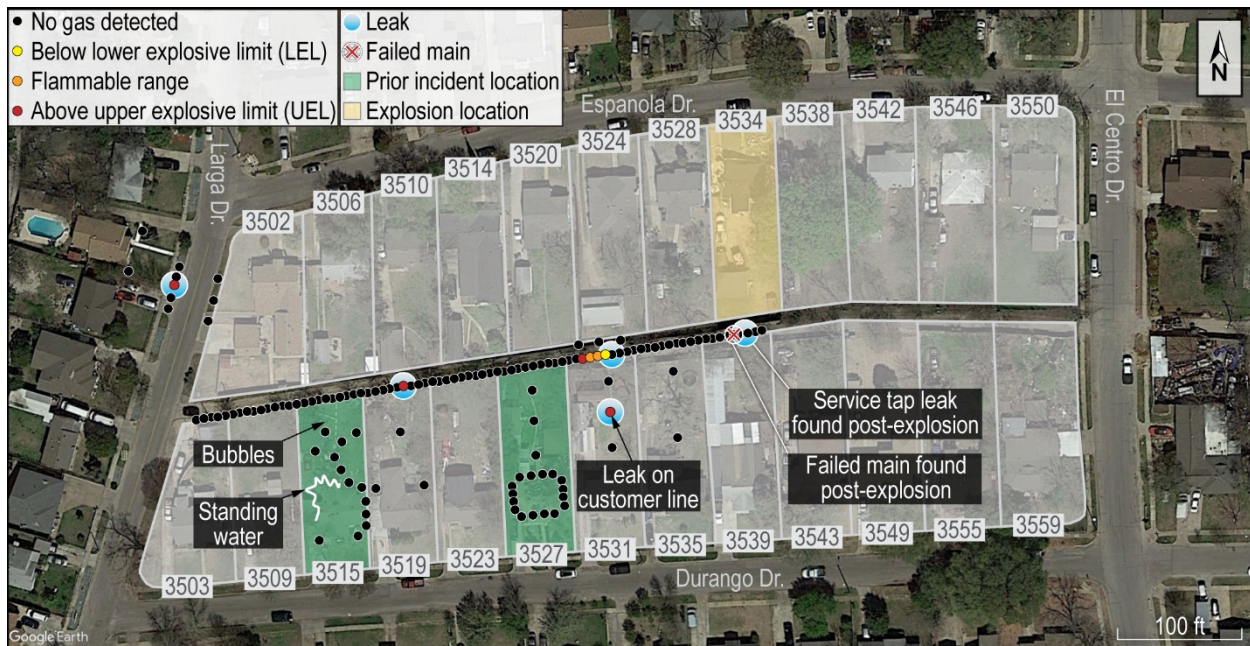 No gas detected
Below lower explosive limit (LEL)
Flammable range
Above upper explosive limit (UEL)
Leak
Failed main
Prior incident location
Explosion location
N
Espanola Dr.
El Centro Dr.
Larga Dr.
3502
3506
3510
3514
3520
3524
3528
3534
3538
3542
3546
3550
Bubbles
Standing
water
Leak on
customer line
Service tap leak
found post-explosion
Failed main found
post-explosion
3503
3509
3515
3519
3523
3527
3531
3535
3539
3543
3549
3555
3559
Durango Dr.
Google Earth
100 ft